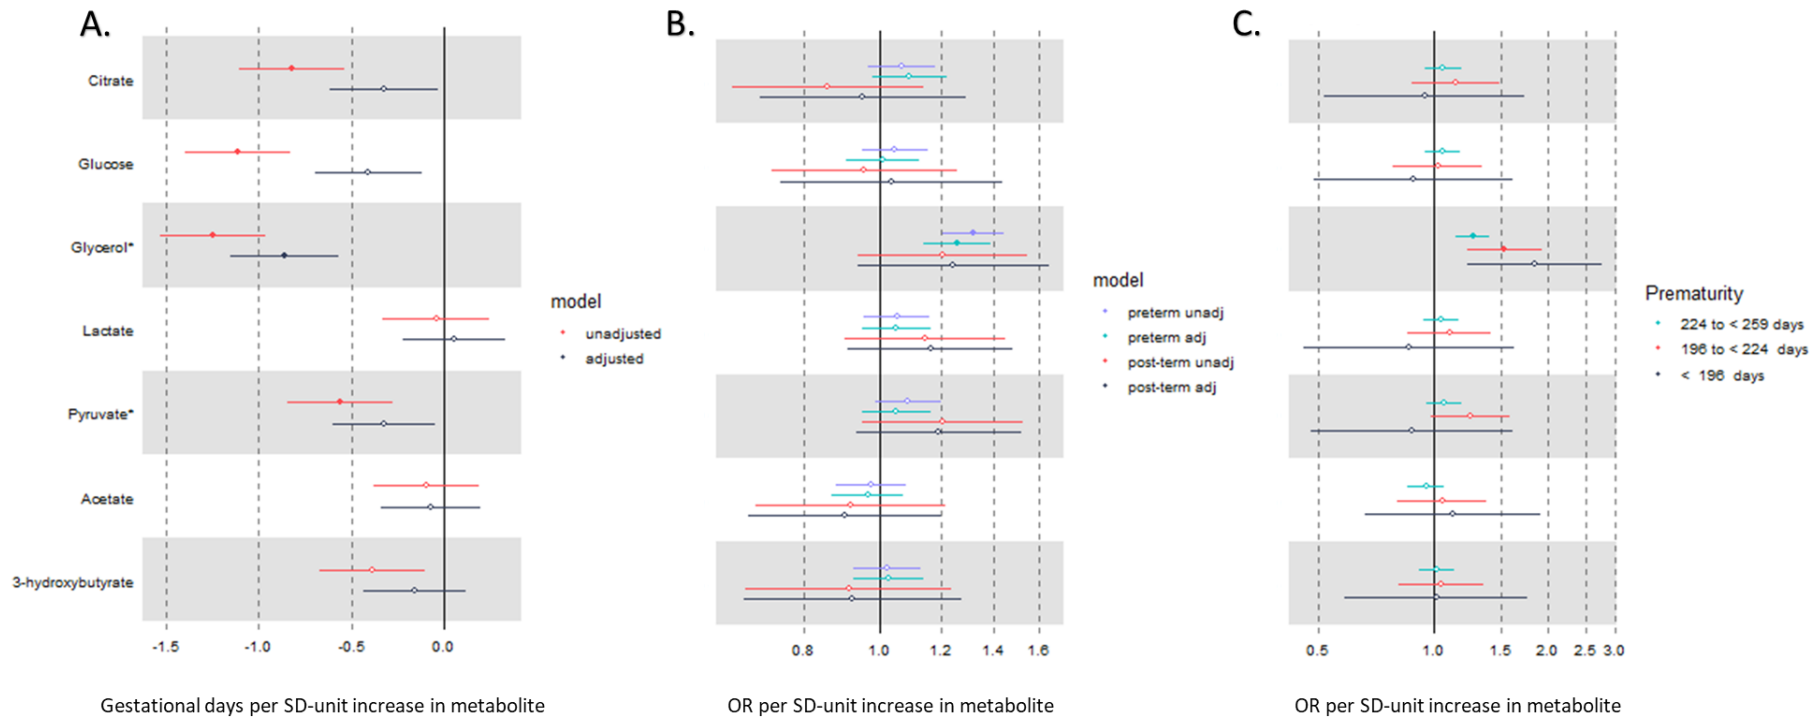 A.
B.
C.
Citrate
Glucose
Glycerol*
Lactate
Pyruvate*
Acetate
3-hydroxybutyrate
-1.5 -1.0 -0.5 0.0
Gestational days per SD-unit increase in metabolite
model
unadjusted
adjusted
0.8 1.0 1.2 1.4 1.6
OR per SD-unit increase in metabolite
model
preterm unadj
preterm adj
post-term unadj
post-term adj
0.5 1.0 1.5 2.0 2.5 3.0
OR per SD-unit increase in metabolite
Prematurity
224 to < 259 days
196 to < 224 days
< 196 days